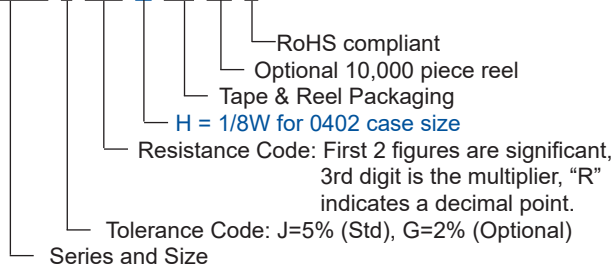 RoHS compliant
Optional 10,000 piece reel
Tape & Reel Packaging
H = 1/8W for 0402 case size
Resistance Code: First 2 figures are significant,
3rd digit is the multiplier, “R”
indicates a decimal point.
Tolerance Code: J=5% (Std), G=2% (Optional)
Series and Size